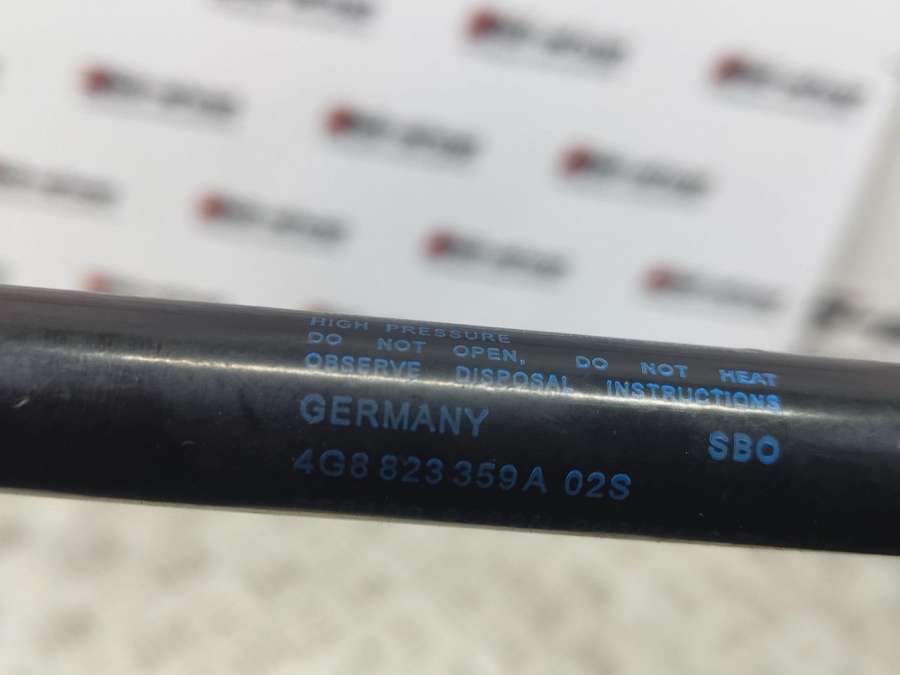 HIGH PRESSURE
DO NOT OPEN, DO NOT HEAT
OBSERVE DISPOSAL INSTRUCTIONS
GERMANY SBO
4G8 823 359 A 02S